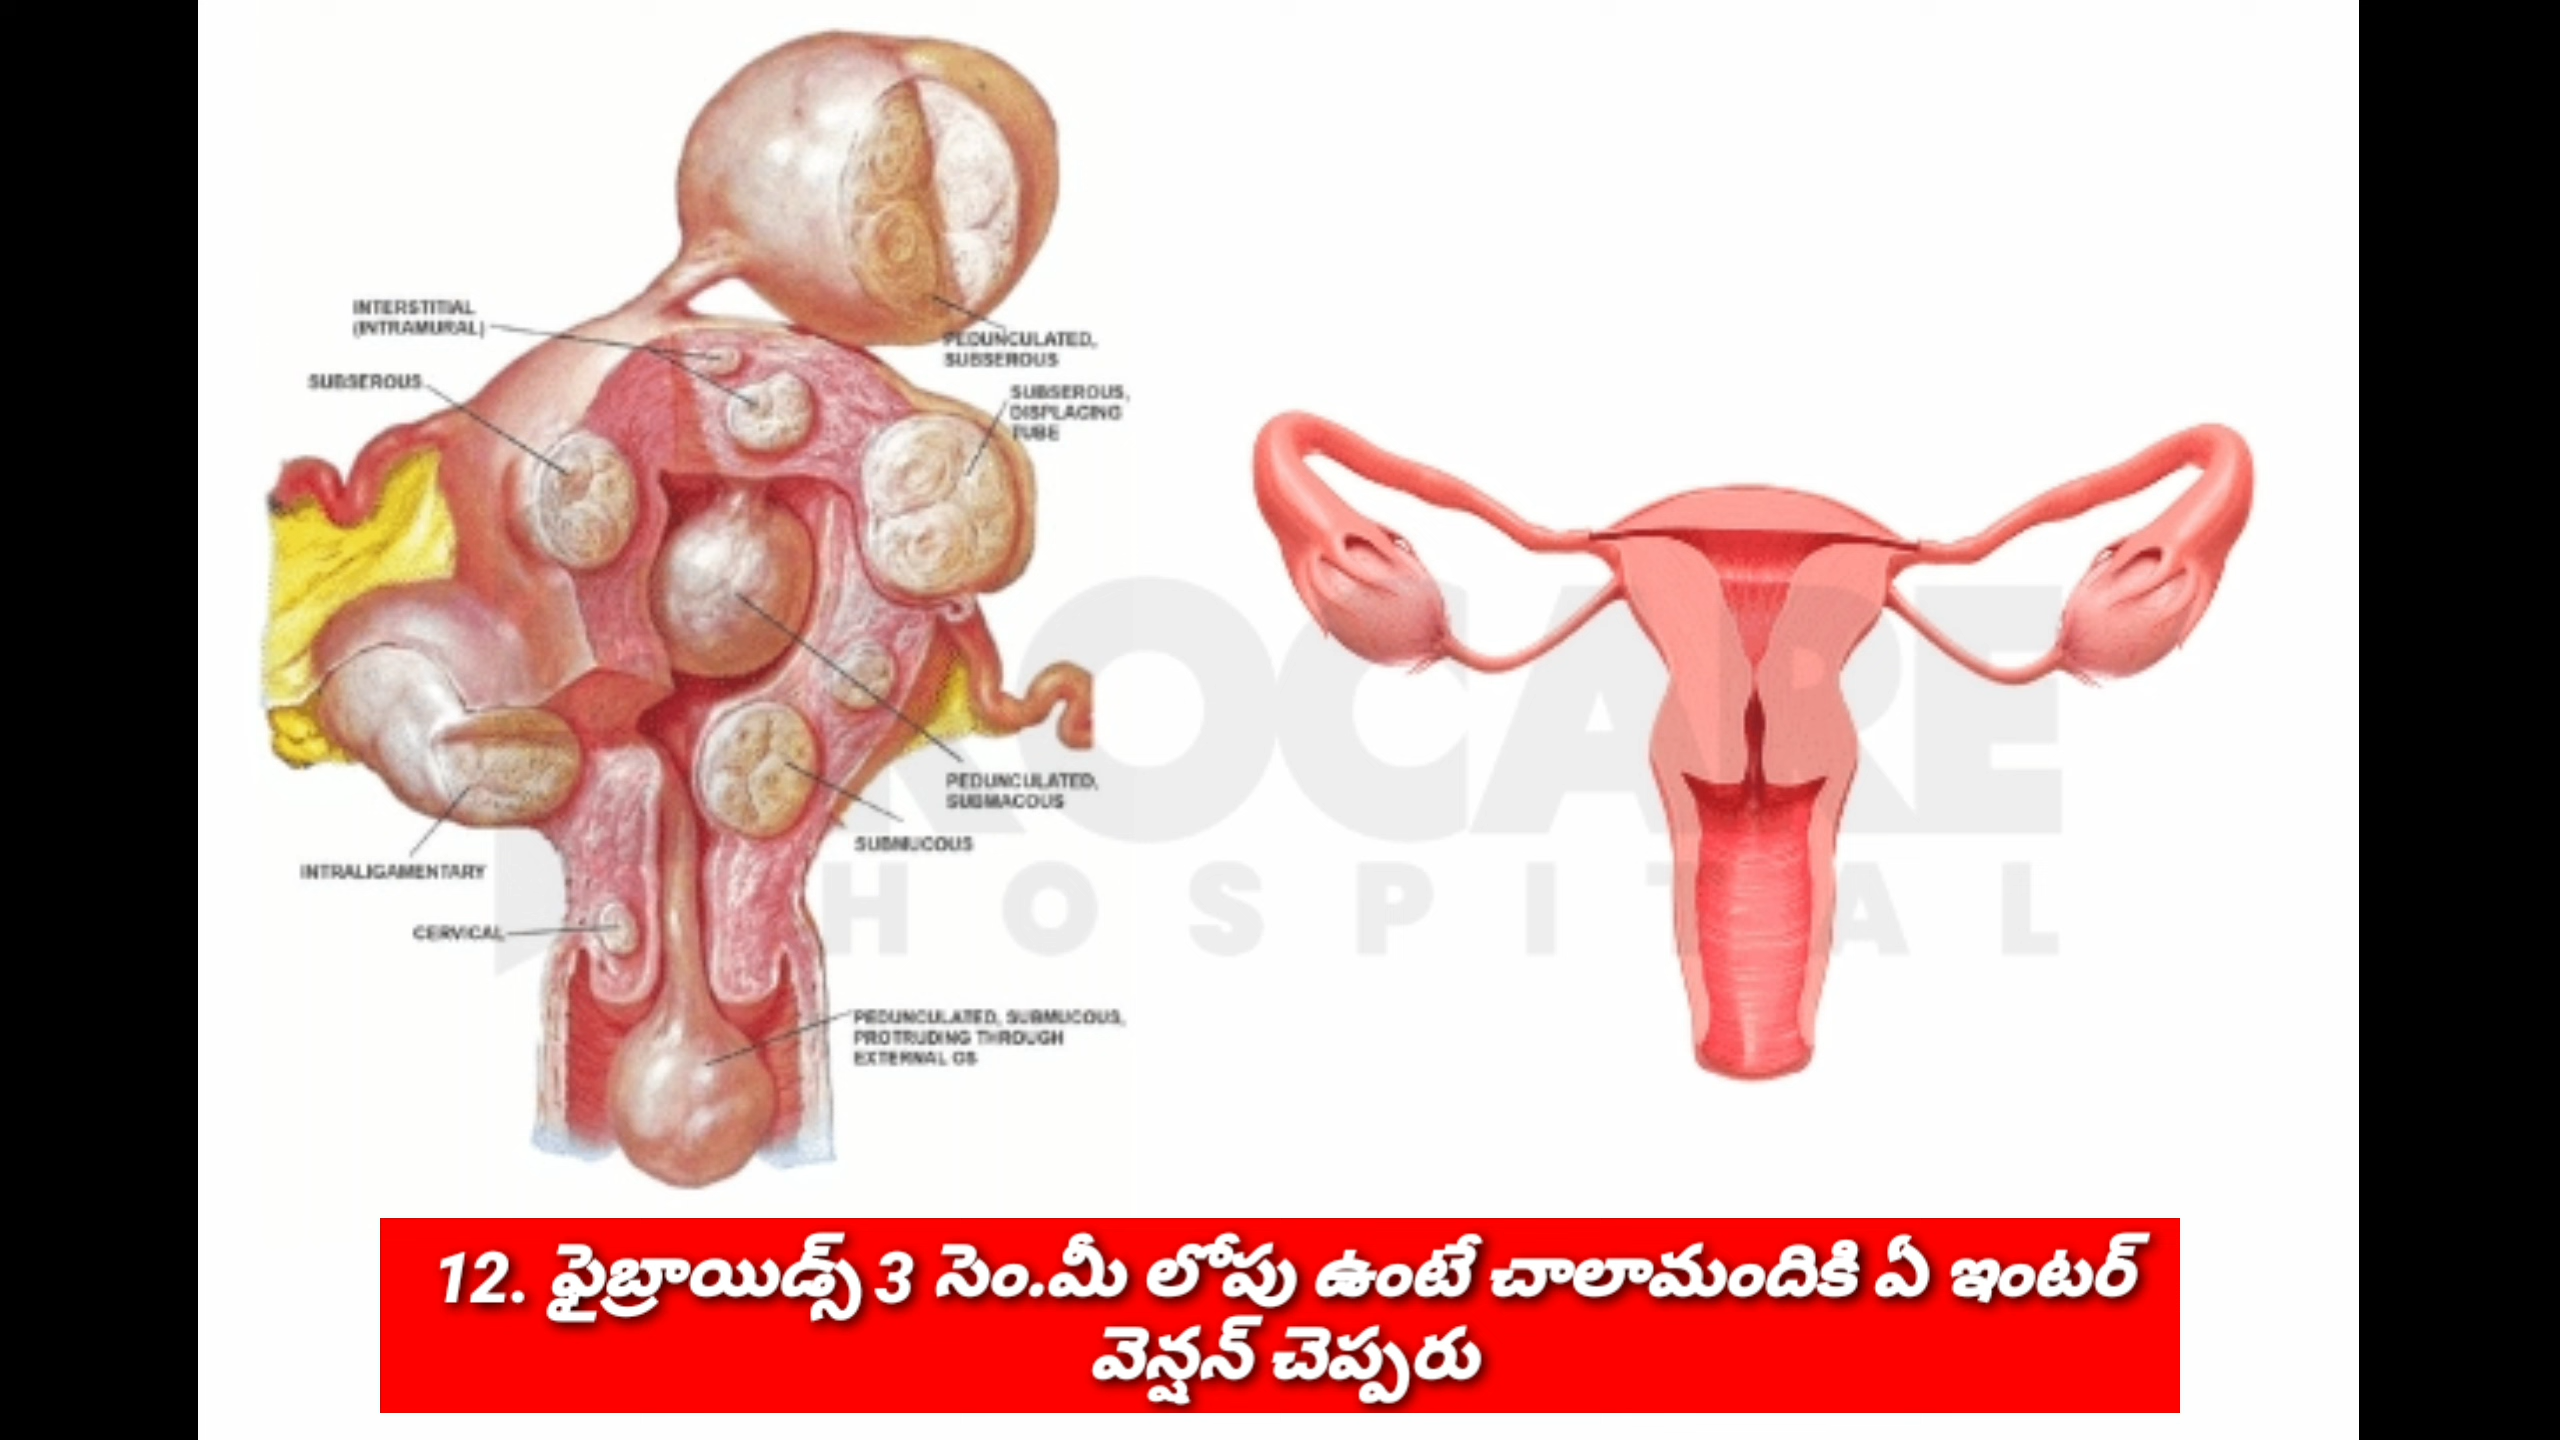 INTERSTITIAL
(INTRAMURAL)
SUBSEROUS
PEDUNCULATED,
SUBSEROUS
SUBSEROUS,
DISPLACING
TUBE
PEDUNCULATED,
SUBMACOUS
SUBMUCOUS
INTRALIGAMENTARY
CERVICAL
PEDUNCULATED, SUBMUCOUS,
PROTRUDING THROUGH
EXTERNAL OS
ROCARE
HOSPITAL
12. ఫైబ్రాయిడ్స్ 3 సెం.మీ లోపు ఉంటే చాలామందికి ఏ ఇంటర్
వెన్షన్ చెప్పరు